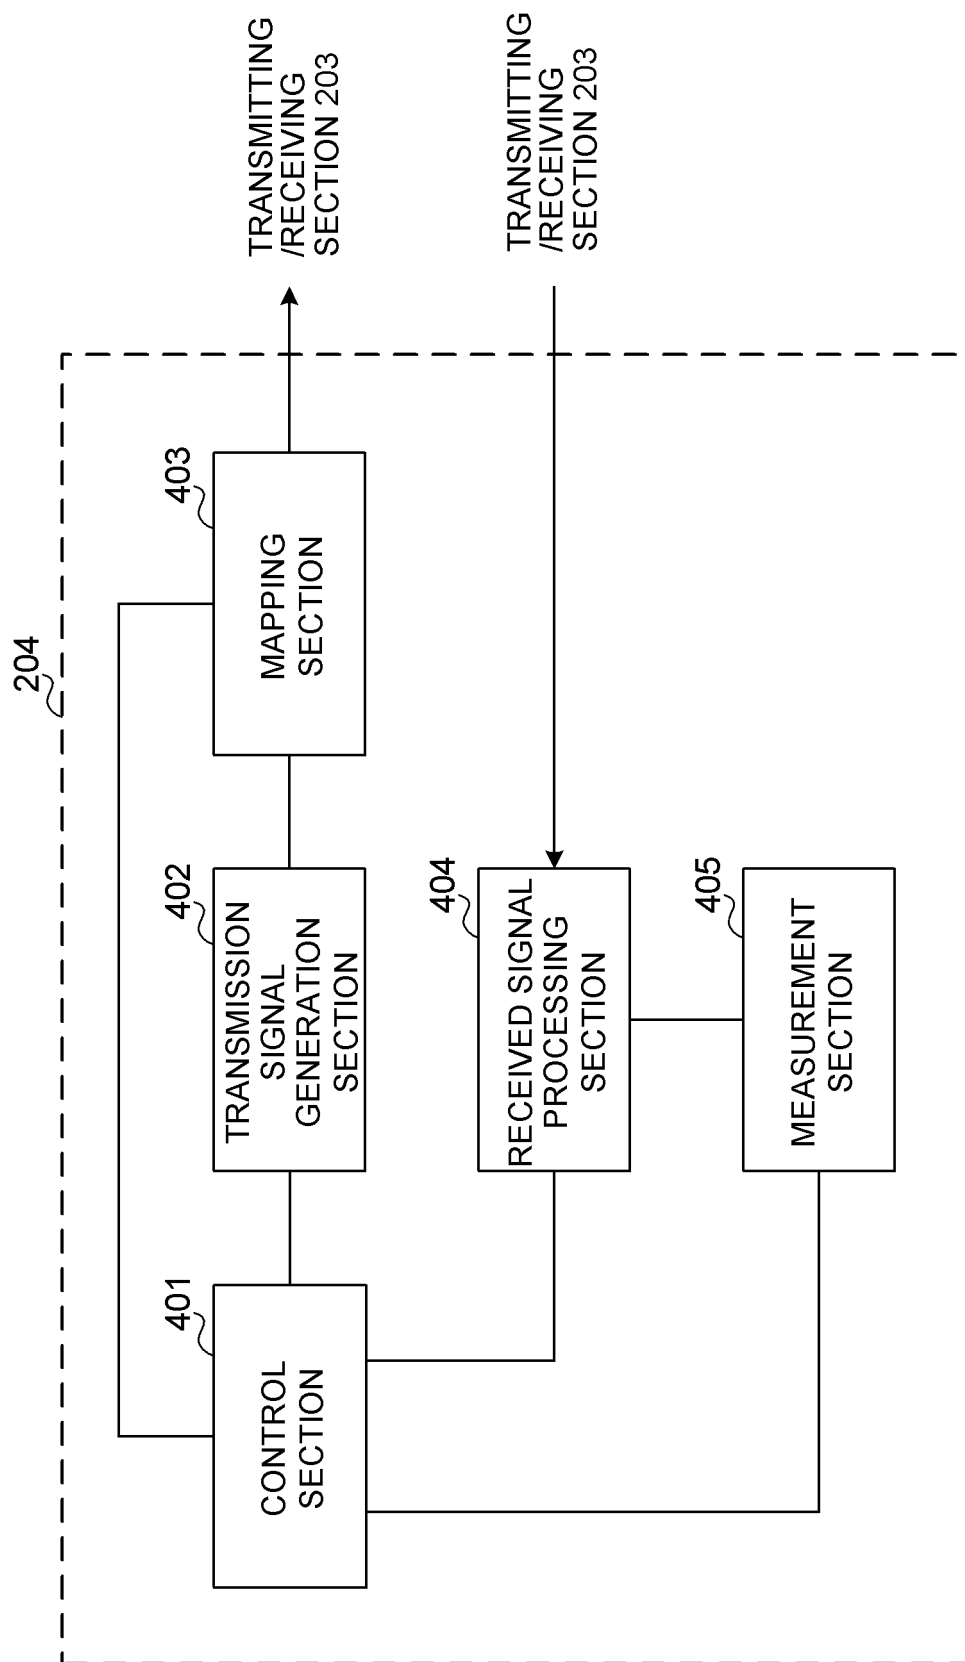 204
401
CONTROL
SECTION
402
TRANSMISSION
SIGNAL
GENERATION
SECTION
403
MAPPING
SECTION
TRANSMITTING
/RECEIVING
SECTION 203
404
RECEIVED SIGNAL
PROCESSING
SECTION
TRANSMITTING
/RECEIVING
SECTION 203
405
MEASUREMENT
SECTION